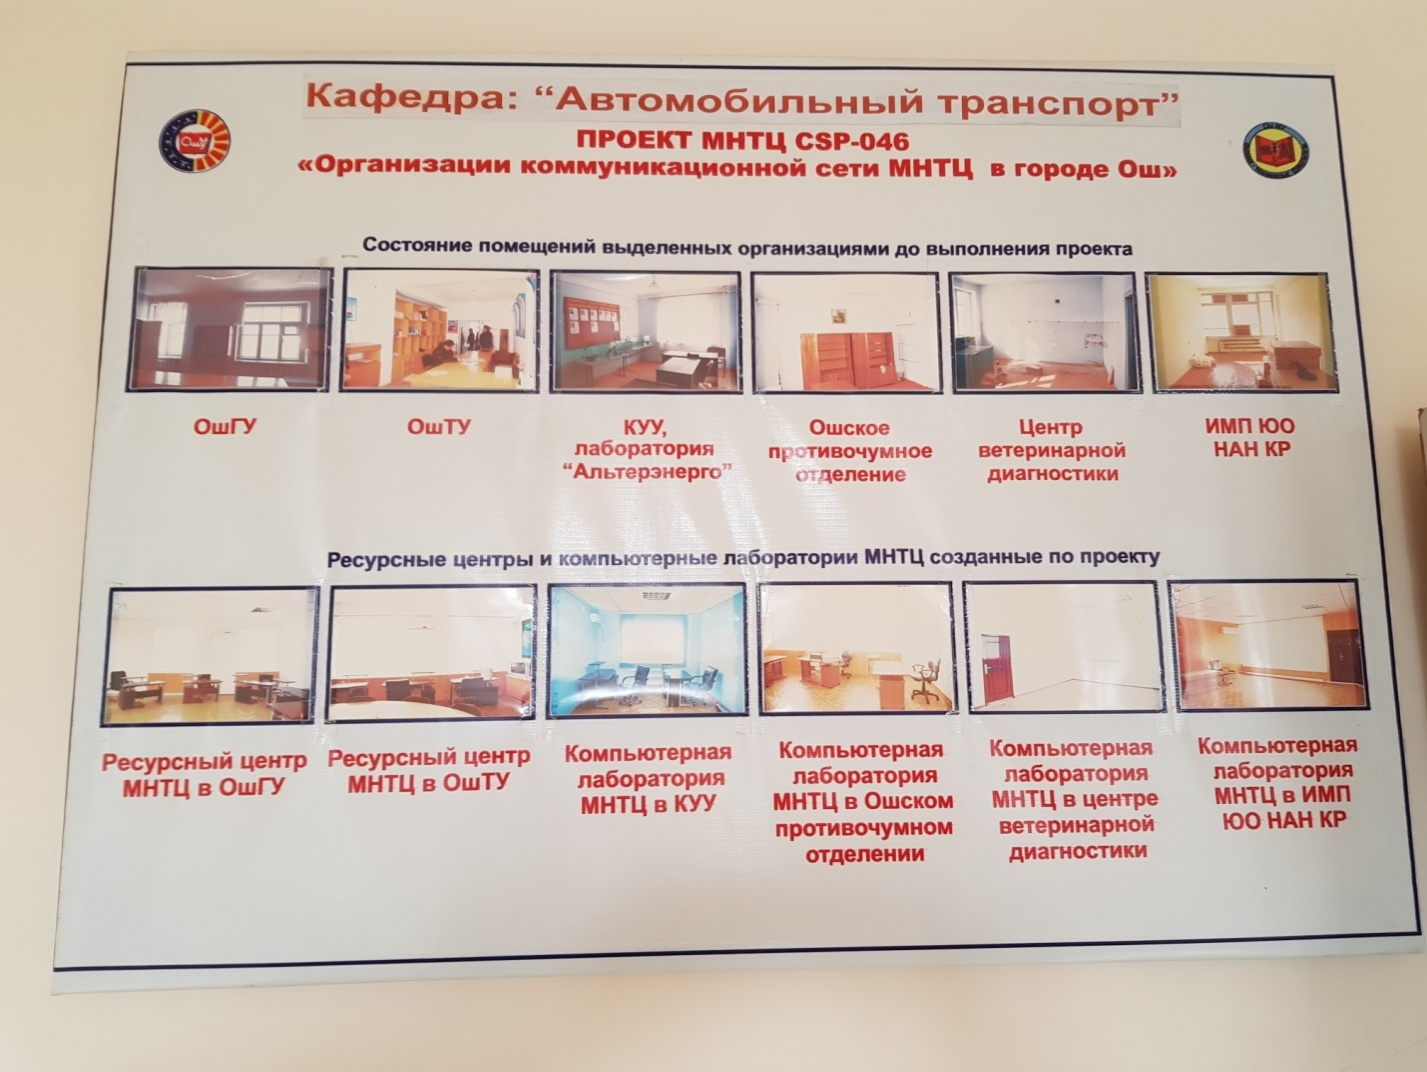 Кафедра: “Автомобильный транспорт”
ПРОЕКТ МНТЦ CSP-046
«Организации коммуникационной сети МНТЦ в городе Ош»
ОшУ
Состояние помещений выделенных организациями до выполнения проекта
ОшГУ
ОшТУ
КУУ,
лаборатория
“Альтерэнерго”
Ошское
противочумное
отделение
Центр
ветеринарной
диагностики
ИМП ЮО
НАН КР
Ресурсные центры и компьютерные лаборатории МНТЦ созданные по проекту
Ресурсный центр
МНТЦ в ОшГУ
Ресурсный центр
МНТЦ в ОшТУ
Компьютерная
лаборатория
МНТЦ в КУУ
Компьютерная
лаборатория
МНТЦ в Ошском
противочумном
отделении
Компьютерная
лаборатория
МНТЦ в центре
ветеринарной
диагностики
Компьютерная
лаборатория
МНТЦ в ИМП
ЮО НАН КР